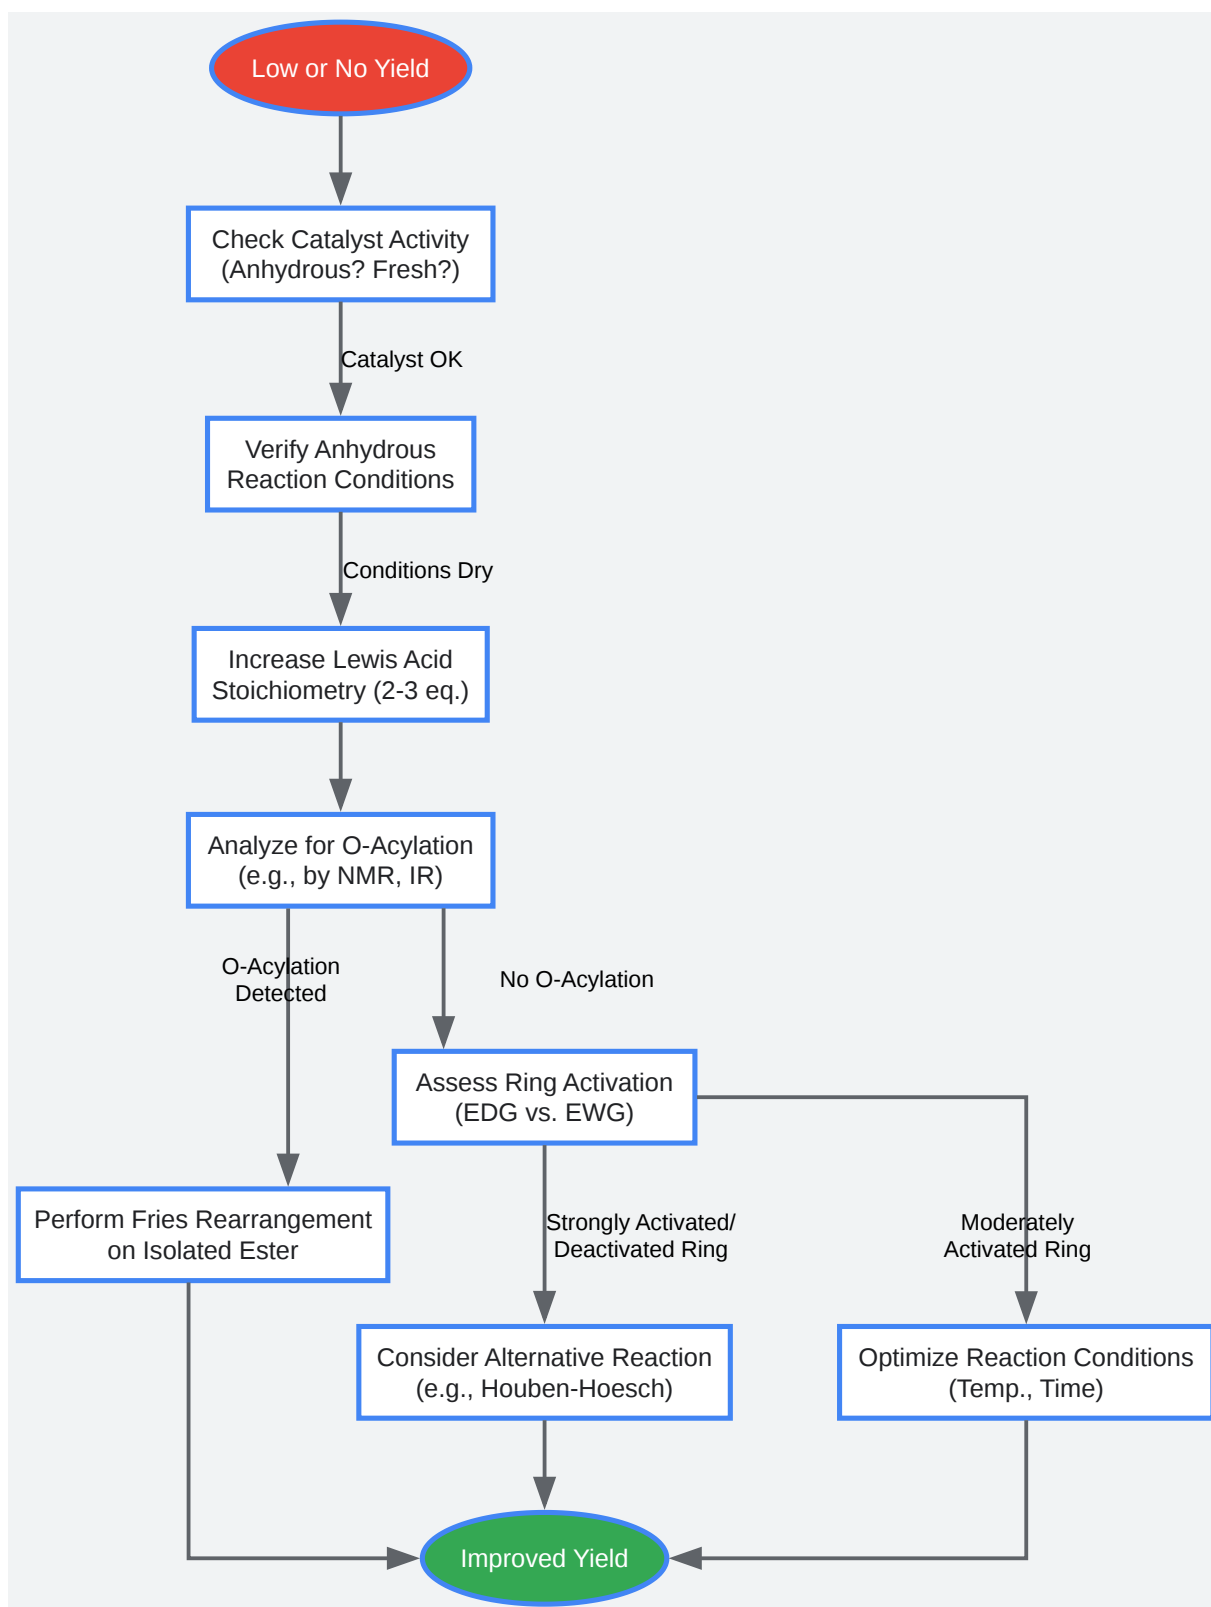 Low or No Yield
Check Catalyst Activity
(Anhydrous? Fresh?)
Catalyst OK
Verify Anhydrous
Reaction Conditions
Conditions Dry
Increase Lewis Acid
Stoichiometry (2-3 eq.)
Analyze for O-Acylation
(e.g., by NMR, IR)
O-Acylation
Detected
No O-Acylation
Assess Ring Activation
(EDG vs. EWG)
Perform Fries Rearrangement
on Isolated Ester
Strongly Activated/
Deactivated Ring
Moderately
Activated Ring
Consider Alternative Reaction
(e.g., Houben-Hoesch)
Optimize Reaction Conditions
(Temp., Time)
Improved Yield